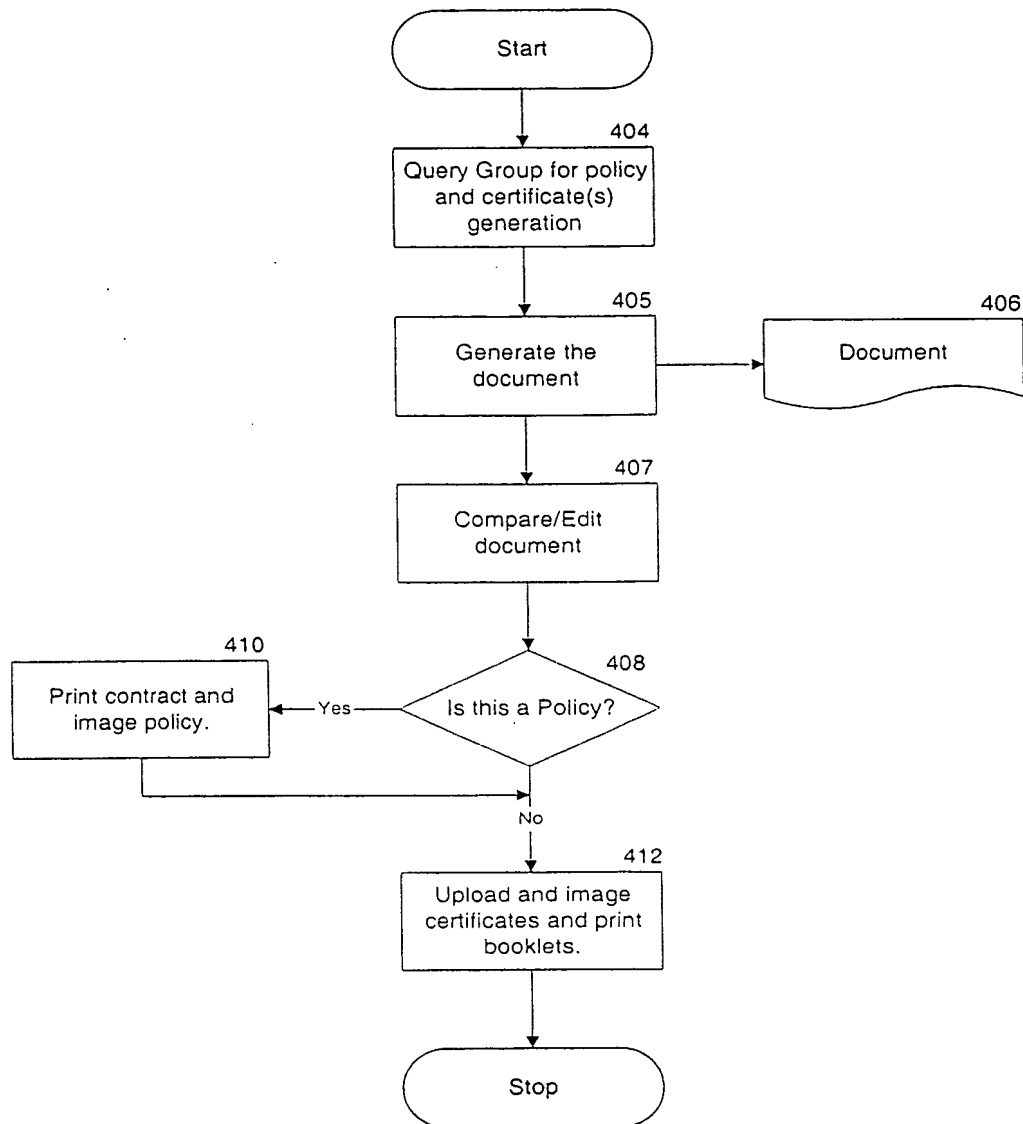 Start
404
Query Group for policy
and certificate(s)
generation
405
Generate the
document
406
Document
407
Compare/Edit
document
408
Is this a Policy?
Yes
410
Print contract and
image policy.
No
412
Upload and image
certificates and print
booklets.
Stop